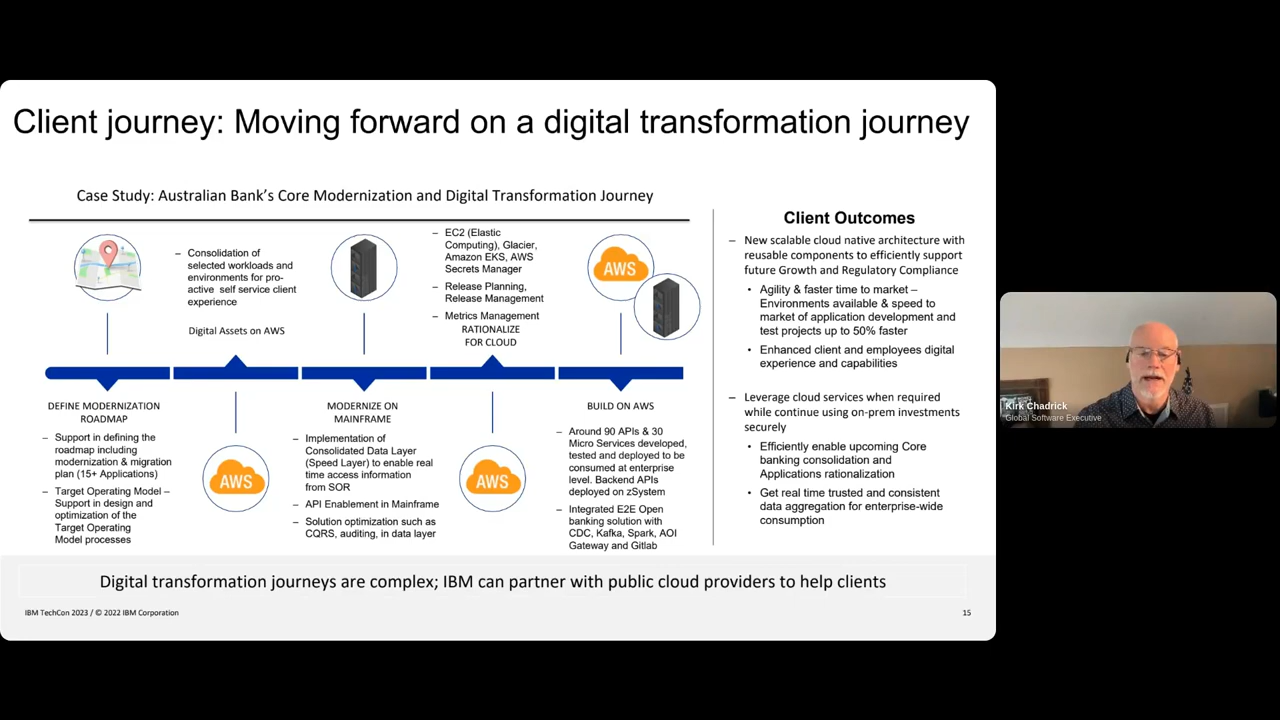 Client journey: Moving forward on a digital transformation journey
Case Study: Australian Bank's Core Modernization and Digital Transformation Journey
– Consolidation of
selected workloads and
environments for pro-
active self service client
experience
Digital Assets on AWS
– EC2 (Elastic
Computing), Glacier,
Amazon EKS, AWS
Secrets Manager
– Release Planning,
Release Management
– Metrics Management
RATIONALIZE
FOR CLOUD
AWS
DEFINE MODERNIZATION
ROADMAP
– Support in defining the
roadmap including
modernization & migration
plan (15+ Applications)
– Target Operating Model –
Support in design and
optimization of the
Target Operating
Model processes
AWS
MODERNIZE ON
MAINFRAME
– Implementation of
Consolidated Data Layer
(Speed Layer) to enable real
time access information
from SOR
– API Enablement in Mainframe
– Solution optimization such as
CQRS, auditing, in data layer
AWS
BUILD ON AWS
– Around 90 APIs & 30
Micro Services developed,
tested and deployed to be
consumed at enterprise
level. Backend APIs
deployed on zSystem
– Integrated E2E Open
banking solution with
CDC, Kafka, Spark, AOI
Gateway and Gitlab
Client Outcomes
– New scalable cloud native architecture with
reusable components to efficiently support
future Growth and Regulatory Compliance
• Agility & faster time to market –
Environments available & speed to
market of application development and
test projects up to 50% faster
• Enhanced client and employees digital
experience and capabilities
– Leverage cloud services when required
while continue using on-prem investments
securely
• Efficiently enable upcoming Core
banking consolidation and
Applications rationalization
• Get real time trusted and consistent
data aggregation for enterprise-wide
consumption
Digital transformation journeys are complex; IBM can partner with public cloud providers to help clients
IBM TechCon 2023 / © 2022 IBM Corporation
15
Kirk Chadrick
Global Software Executive